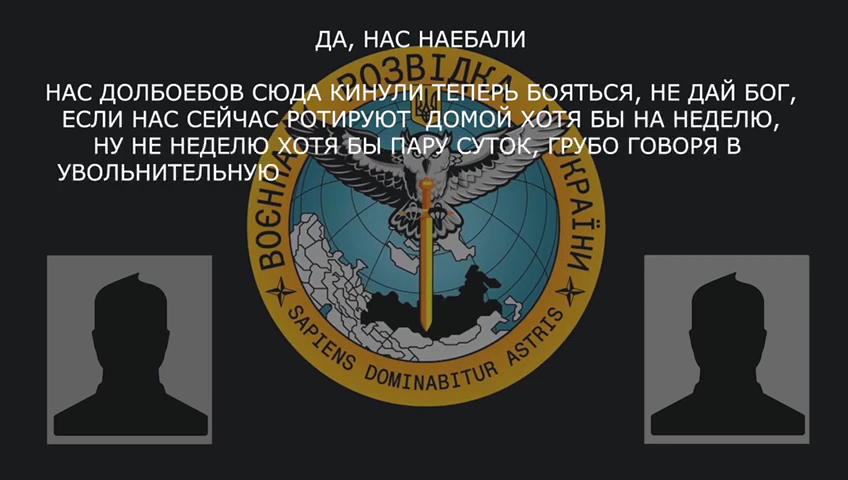 ДА, НАС НАЕБАЛИ
НАС ДОЛБОЕБОВ СЮДА КИНУЛИ ТЕПЕРЬ БОЯТЬСЯ, НЕ ДАЙ БОГ,
ЕСЛИ НАС СЕЙЧАС РОТИРУЮТ ДОМОЙ ХОТЯ БЫ НА НЕДЕЛЮ,
НУ НЕ НЕДЕЛЮ ХОТЯ БЫ ПАРУ СУТОК, ГРУБО ГОВОРЯ В
УВОЛЬНИТЕЛЬНУЮ
ВОЄННА РОЗВІДКА УКРАЇНИ
SAPIENS DOMINABITUR ASTRIS